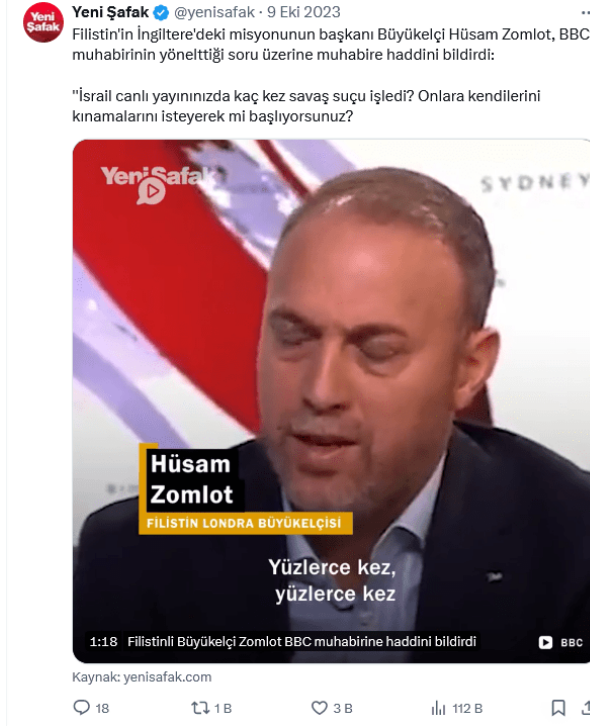 Yeni Şafak
Yeni Şafak @yenisafak · 9 Eki 2023
Filistin'in İngiltere'deki misyonunun başkanı Büyükelçi Hüsam Zomlot, BBC
muhabirinin yönelttiği soru üzerine muhabire haddini bildirdi:
"İsrail canlı yayınınızda kaç kez savaş suçu işledi? Onlara kendilerini
kınamalarını isteyerek mi başlıyorsunuz?
YeniŞafak
SYDNEY
Hüsam
Zomlot
FİLİSTİN LONDRA BÜYÜKELÇİSİ
Yüzlerce kez,
yüzlerce kez
1:18 Filistinli Büyükelçi Zomlot BBC muhabirine haddini bildirdi
BBC
Kaynak: yenisafak.com
18 1 B 3 B 112 B